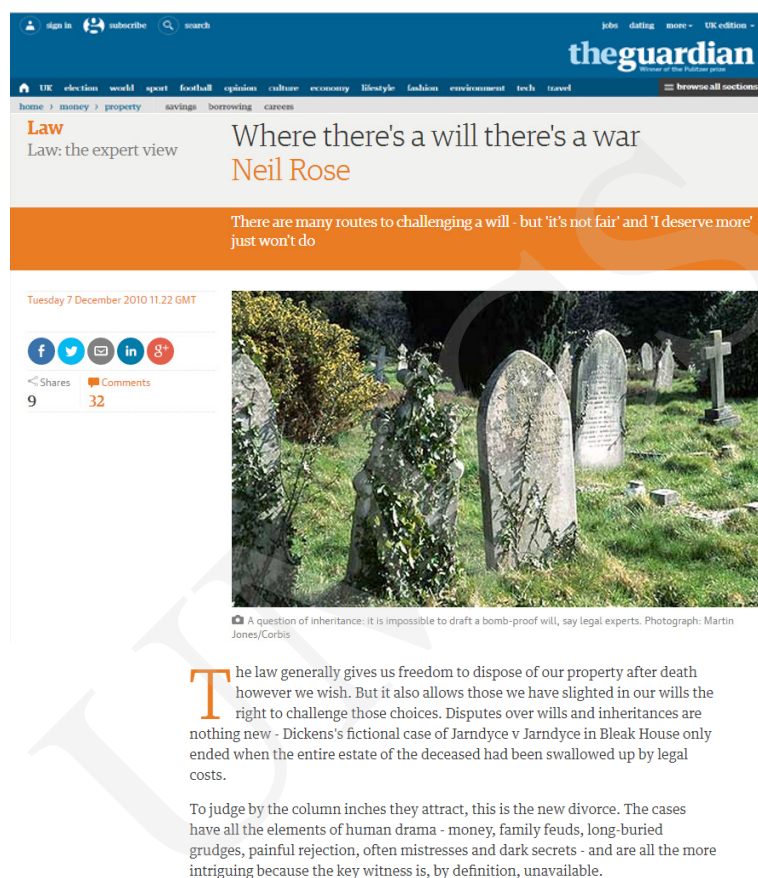 sign in subscribe search jobs dating more UK edition
theguardian
Winner of the Pulitzer prize
UK election world sport football opinion culture economy lifestyle fashion environment tech travel browse all sections
home › money › property savings borrowing careers
Law
Law: the expert view
Where there's a will there's a war
Neil Rose
There are many routes to challenging a will - but 'it's not fair' and 'I deserve more'
just won't do
Tuesday 7 December 2010 11.22 GMT
f in g+
Shares Comments
9 32
A question of inheritance: it is impossible to draft a bomb-proof will, say legal experts. Photograph: Martin
Jones/Corbis
The law generally gives us freedom to dispose of our property after death
however we wish. But it also allows those we have slighted in our wills the
right to challenge those choices. Disputes over wills and inheritances are
nothing new - Dickens's fictional case of Jarndyce v Jarndyce in Bleak House only
ended when the entire estate of the deceased had been swallowed up by legal
costs.
To judge by the column inches they attract, this is the new divorce. The cases
have all the elements of human drama - money, family feuds, long-buried
grudges, painful rejection, often mistresses and dark secrets - and are all the more
intriguing because the key witness is, by definition, unavailable.